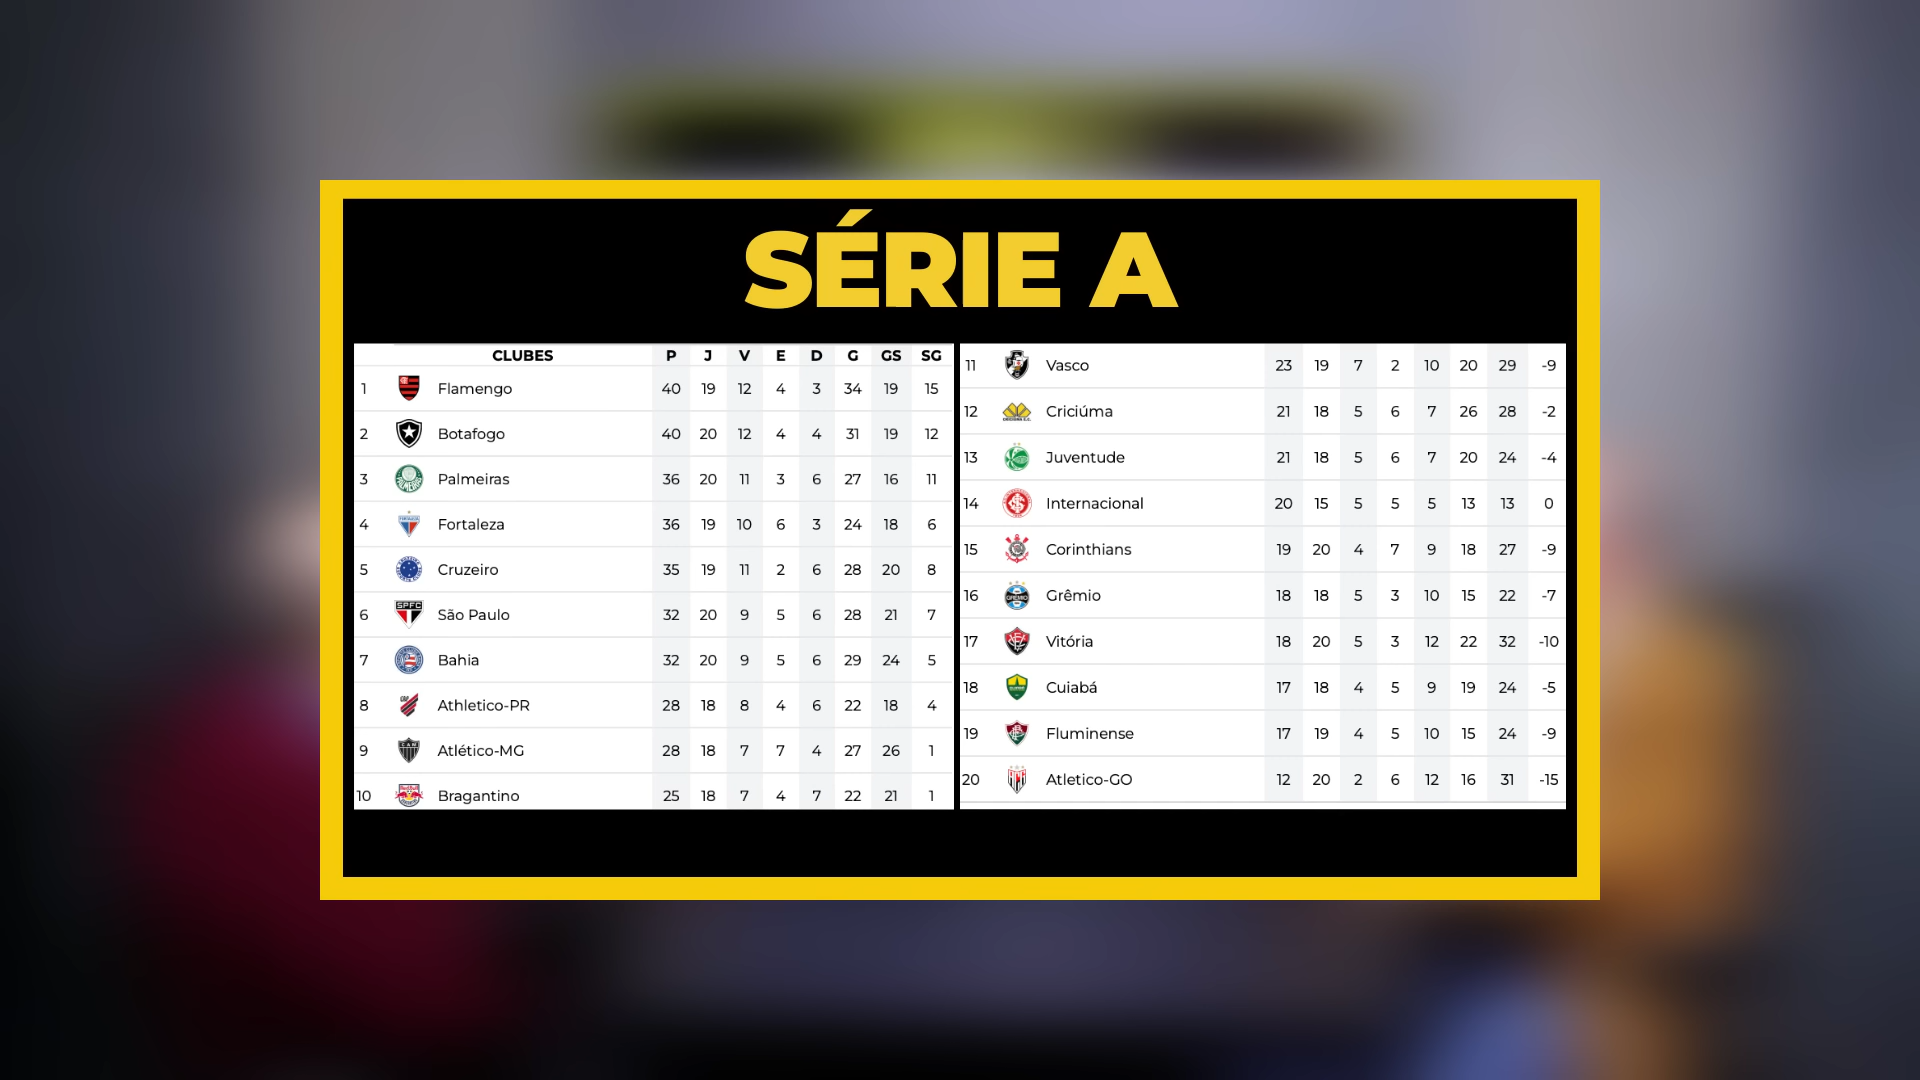 SÉRIE A
CLUBES P J V E D G GS SG
1 Flamengo 40 19 12 4 3 34 19 15
2 Botafogo 40 20 12 4 4 31 19 12
3 Palmeiras 36 20 11 3 6 27 16 11
4 Fortaleza 36 19 10 6 3 24 18 6
5 Cruzeiro 35 19 11 2 6 28 20 8
6 São Paulo 32 20 9 5 6 28 21 7
7 Bahia 32 20 9 5 6 29 24 5
8 Athletico-PR 28 18 8 4 6 22 18 4
9 Atlético-MG 28 18 7 7 4 27 26 1
10 Bragantino 25 18 7 4 7 22 21 1
11 Vasco 23 19 7 2 10 20 29 -9
12 Criciúma 21 18 5 6 7 26 28 -2
13 Juventude 21 18 5 6 7 20 24 -4
14 Internacional 20 15 5 5 5 13 13 0
15 Corinthians 19 20 4 7 9 18 27 -9
16 Grêmio 18 18 5 3 10 15 22 -7
17 Vitória 18 20 5 3 12 22 32 -10
18 Cuiabá 17 18 4 5 9 19 24 -5
19 Fluminense 17 19 4 5 10 15 24 -9
20 Atletico-GO 12 20 2 6 12 16 31 -15